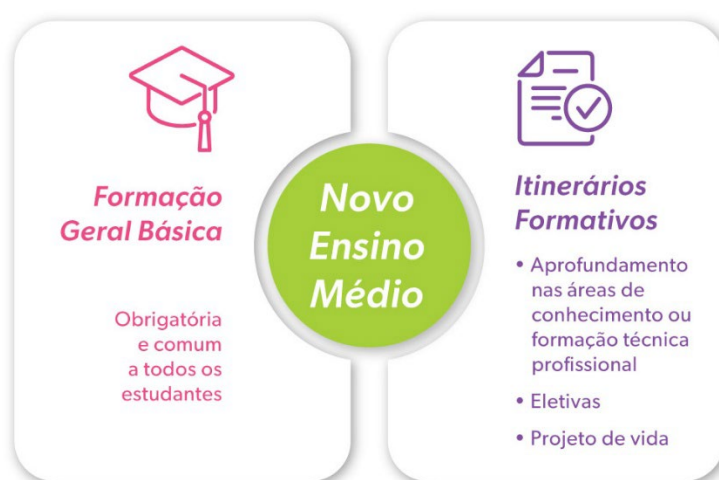 Formação
Geral Básica
Obrigatória
e comum
a todos os
estudantes
Novo
Ensino
Médio
Itinerários
Formativos
• Aprofundamento
nas áreas de
conhecimento ou
formação técnica
profissional
• Eletivas
• Projeto de vida